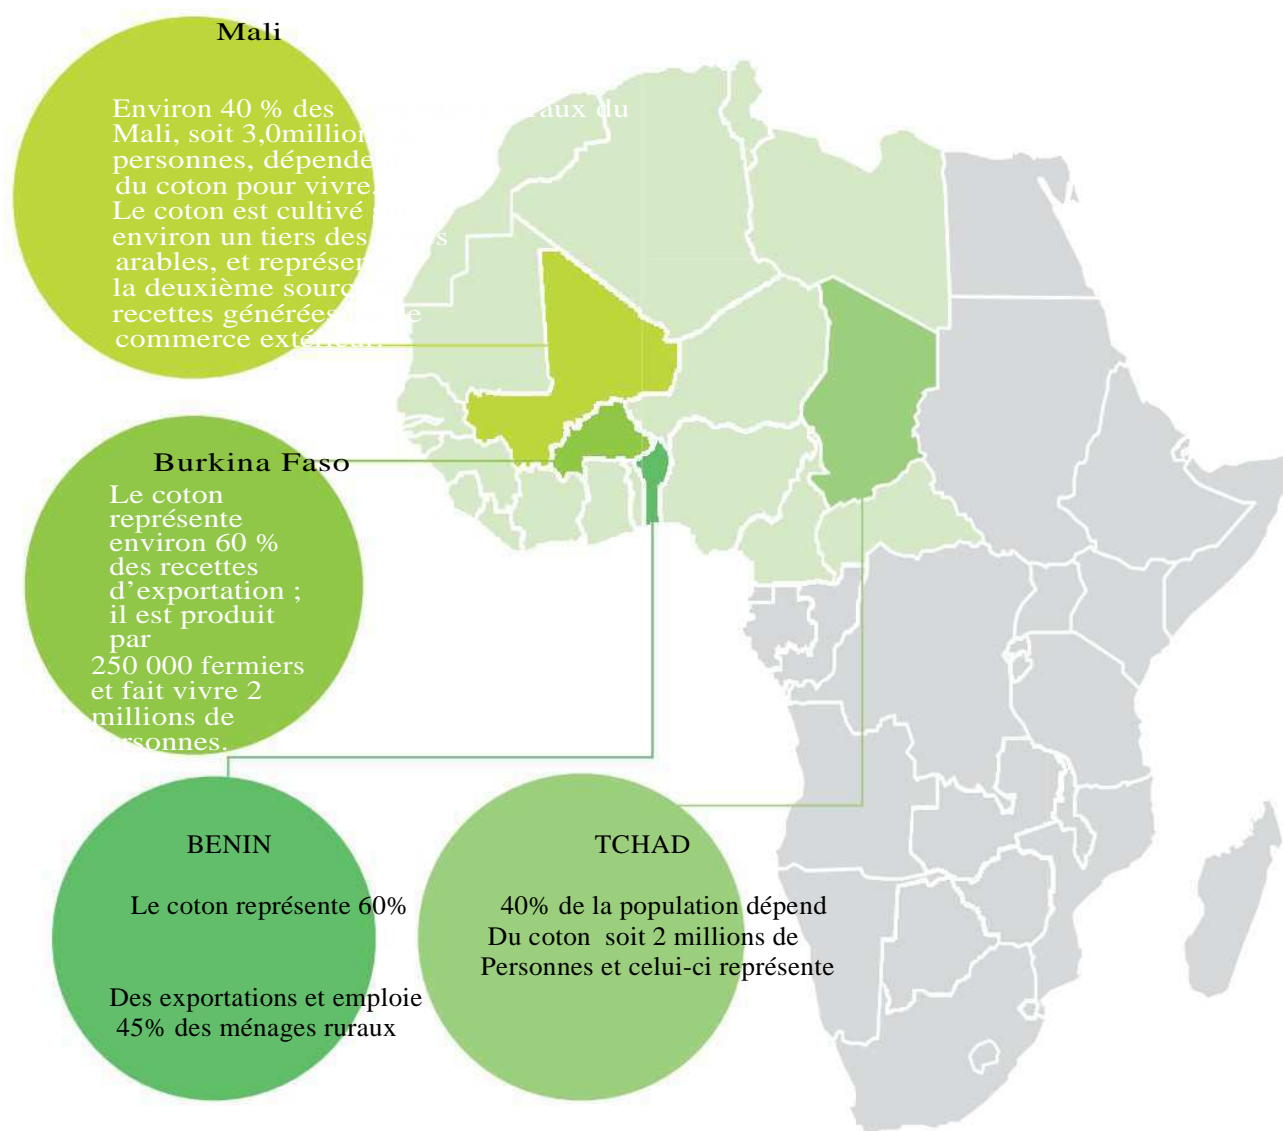 Mali
Environ 40 % des raux du
Mali, soit 3,0million
personnes, dépende
du coton pour vivre.
Le coton est cultivé
environ un tiers des s
arables, et représen
la deuxième sourc
recettes générées e
commerce extérieur.
Burkina Faso
Le coton
représente
environ 60 %
des recettes
d’exportation ;
il est produit
par
250 000 fermiers
et fait vivre 2
millions de
rsonnes.
BENIN
Le coton représente 60%
Des exportations et emploie
45% des ménages ruraux
TCHAD
40% de la population dépend
Du coton soit 2 millions de
Personnes et celui-ci représente